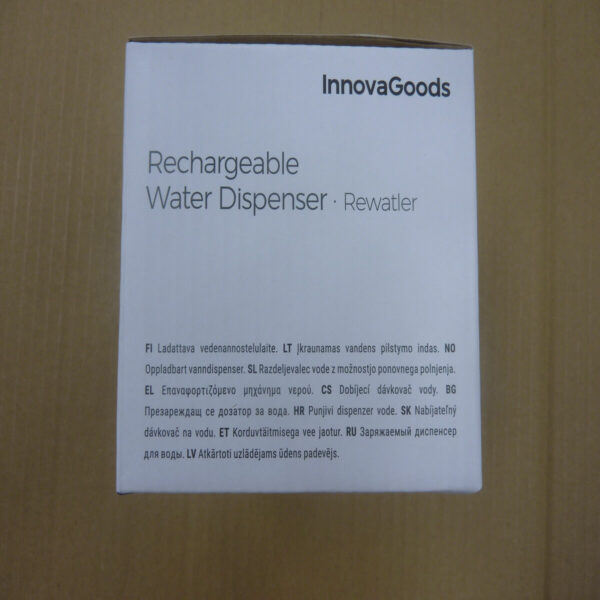 InnovaGoods
Rechargeable
Water Dispenser · Rewatler
FI Ladattava vedenannostelulaite. LT Įkraunamas vandens pilstymo indas. NO
Oppladbart vanndispenser. SL Razdeljevalec vode z možnostjo ponovnega polnjenja.
EL Επαναφορτιζόμενο μηχάνημα νερού. CS Dobíjecí dávkovač vody. BG
Презареждащ се дозатор за вода. HR Punjivi dispenzer vode. SK Nabíjateľný
dávkovač na vodu. ET Korduvtäitmisega vee jaotur. RU Заряжаемый диспенсер
для воды. LV Atkārtoti uzlādējams ūdens padevējs.